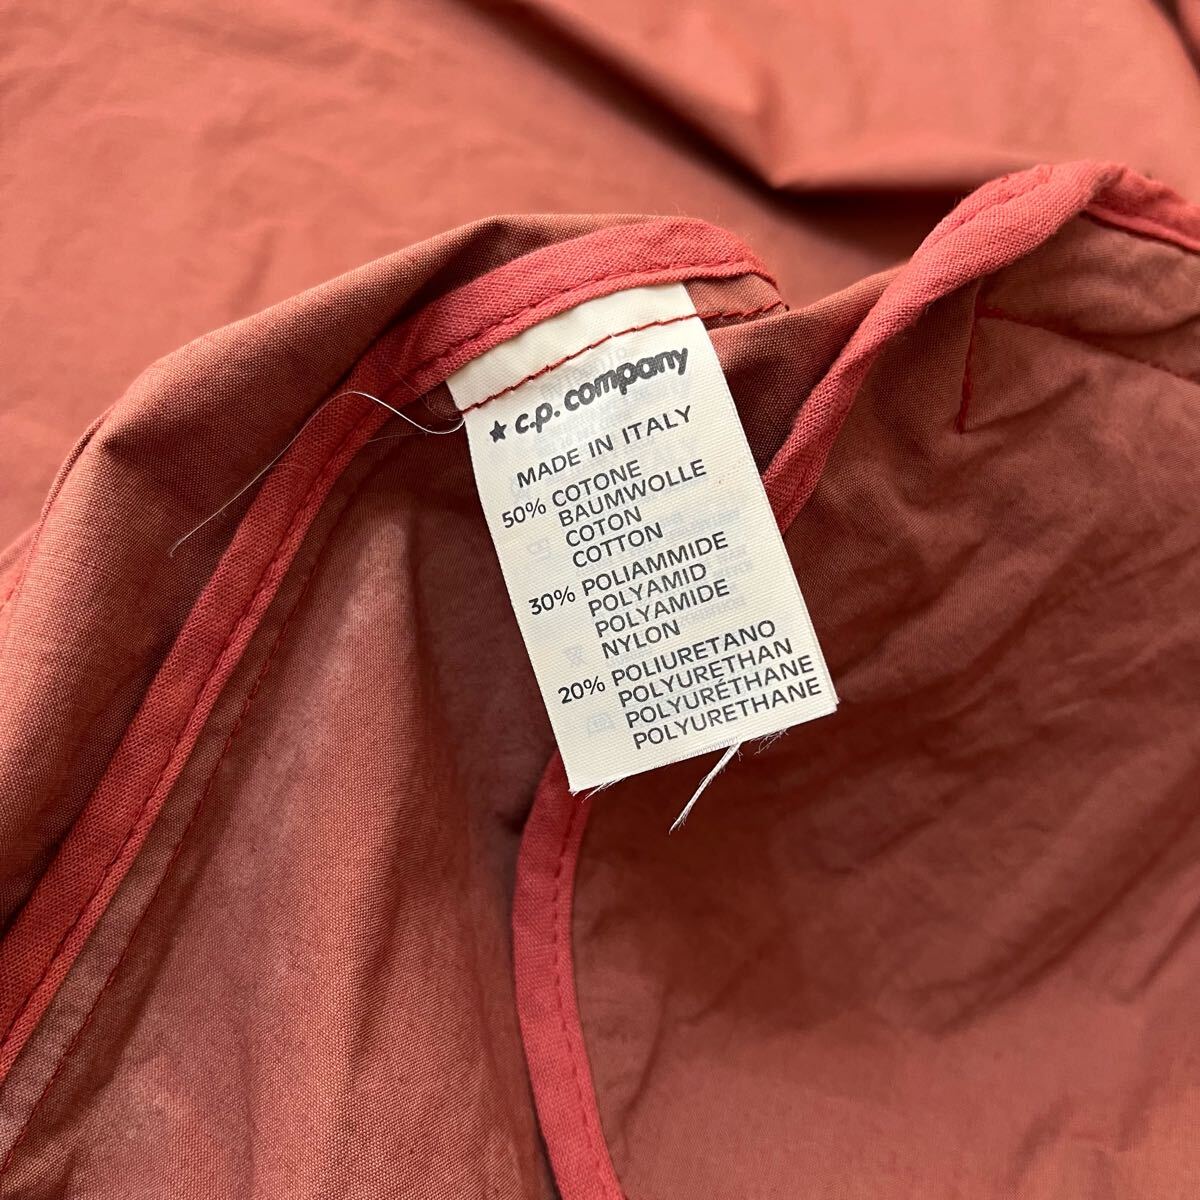 ★ c.p. company
MADE IN ITALY
50% COTONE
BAUMWOLLE
COTON
COTTON
30% POLIAMMIDE
POLYAMID
POLYAMIDE
NYLON
20% POLIURETANO
POLYURETHAN
POLYURÉTHANE
POLYURETHANE